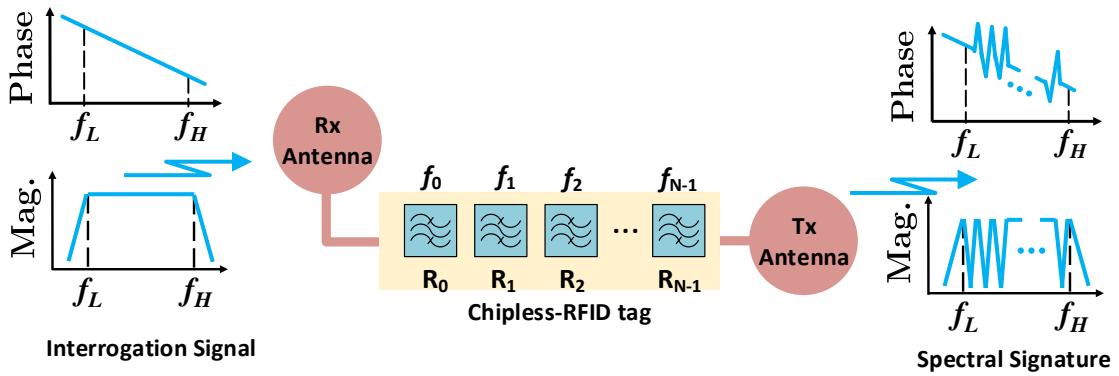 Phase
f_L f_H
Mag.
f_L f_H
Interrogation Signal
Rx
Antenna
f_0 f_1 f_2 f_N-1
...
R_0 R_1 R_2 R_N-1
Chipless-RFID tag
Tx
Antenna
Phase
...
f_L f_H
Mag.
...
f_L f_H
Spectral Signature